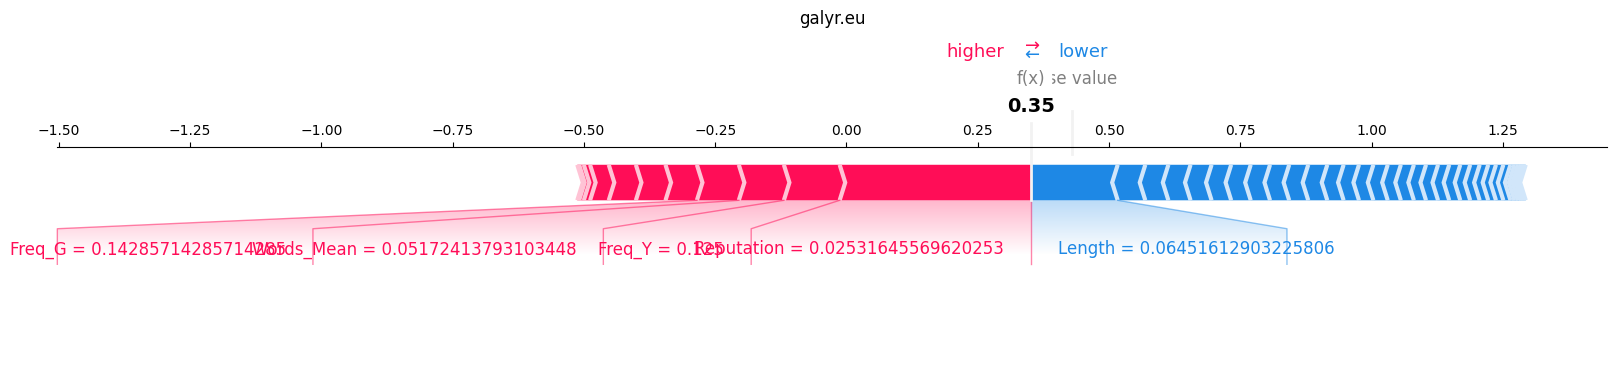 galyr.eu
higher ⇄ lower
f(x) se value
0.35
−1.50 −1.25 −1.00 −0.75 −0.50 −0.25 0.00 0.25 0.50 0.75 1.00 1.25
Freq_G = 0.14285714285714285 Words_Mean = 0.05172413793103448 Freq_Y = 0.125 Reputation = 0.02531645569620253 Length = 0.06451612903225806